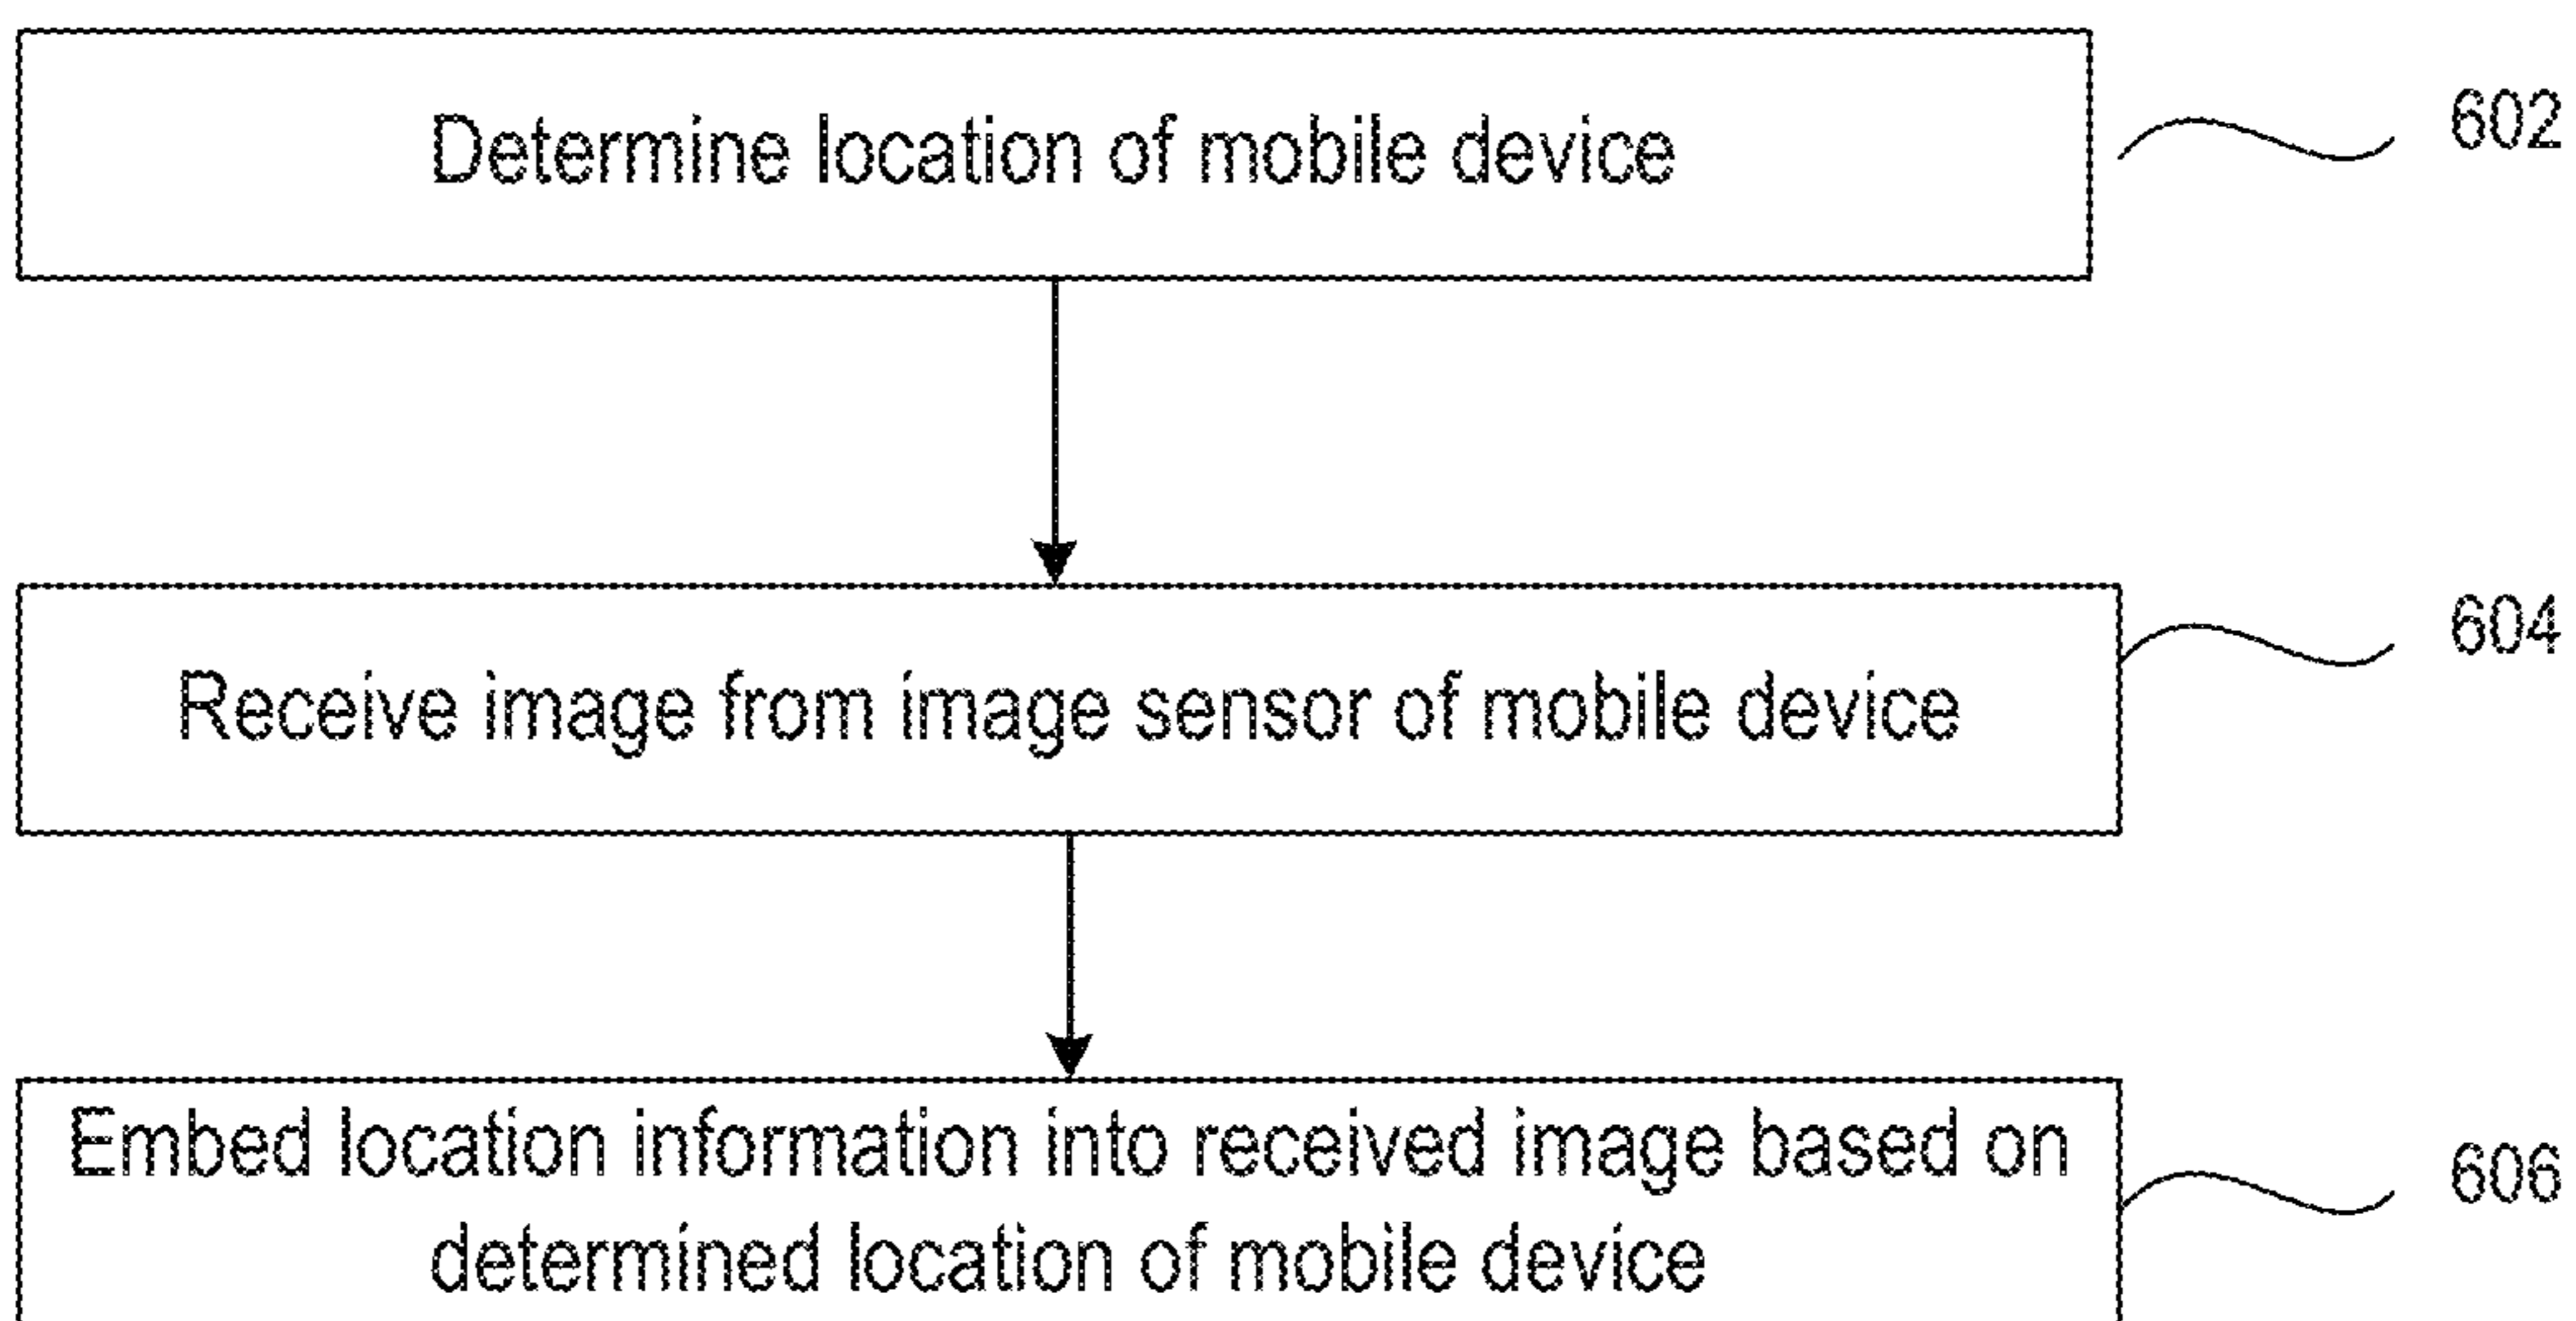 Determine location of mobile device
602
Receive image from image sensor of mobile device
604
Embed location information into received image based on
determined location of mobile device
606